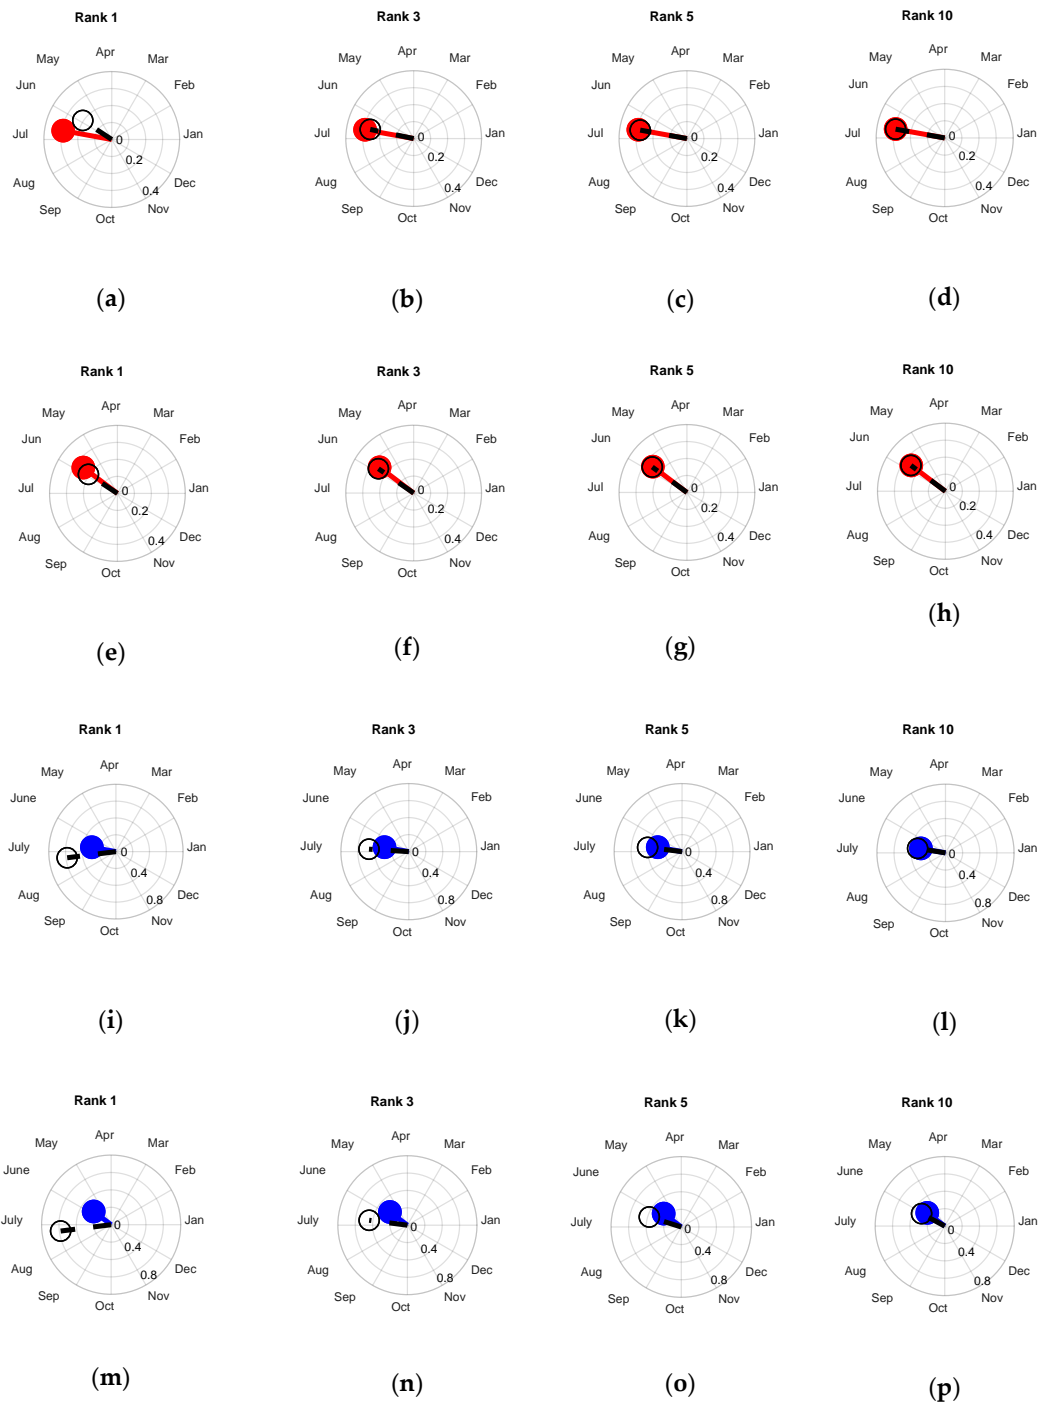 Rank 1
Apr
May
Mar
Jun
Feb
Jul
Jan
0
0.2
0.4
Aug
Dec
Sep
Nov
Oct
(a)
Rank 3
Apr
May
Mar
Jun
Feb
Jul
Jan
0
0.2
0.4
Aug
Dec
Sep
Nov
Oct
(b)
Rank 5
Apr
May
Mar
Jun
Feb
Jul
Jan
0
0.2
0.4
Aug
Dec
Sep
Nov
Oct
(c)
Rank 10
Apr
May
Mar
Jun
Feb
Jul
Jan
0
0.2
0.4
Aug
Dec
Sep
Nov
Oct
(d)
Rank 1
Apr
May
Mar
Jun
Feb
Jul
Jan
0
0.2
0.4
Aug
Dec
Sep
Nov
Oct
(e)
Rank 3
Apr
May
Mar
Jun
Feb
Jul
Jan
0
0.2
0.4
Aug
Dec
Sep
Nov
Oct
(f)
Rank 5
Apr
May
Mar
Jun
Feb
Jul
Jan
0
0.2
0.4
Aug
Dec
Sep
Nov
Oct
(g)
Rank 10
Apr
May
Mar
Jun
Feb
Jul
Jan
0
0.2
0.4
Aug
Dec
Sep
Nov
Oct
(h)
Rank 1
Apr
May
Mar
June
Feb
July
Jan
0
0.4
0.8
Aug
Dec
Sep
Nov
Oct
(i)
Rank 3
Apr
May
Mar
June
Feb
July
Jan
0
0.4
0.8
Aug
Dec
Sep
Nov
Oct
(j)
Rank 5
Apr
May
Mar
June
Feb
July
Jan
0
0.4
0.8
Aug
Dec
Sep
Nov
Oct
(k)
Rank 10
Apr
May
Mar
June
Feb
July
Jan
0
0.4
0.8
Aug
Dec
Sep
Nov
Oct
(l)
Rank 1
Apr
May
Mar
June
Feb
July
Jan
0
0.4
0.8
Aug
Dec
Sep
Nov
Oct
(m)
Rank 3
Apr
May
Mar
June
Feb
July
Jan
0
0.4
0.8
Aug
Dec
Sep
Nov
Oct
(n)
Rank 5
Apr
May
Mar
June
Feb
July
Jan
0
0.4
0.8
Aug
Dec
Sep
Nov
Oct
(o)
Rank 10
Apr
May
Mar
June
Feb
July
Jan
0
0.4
0.8
Aug
Dec
Sep
Nov
Oct
(p)